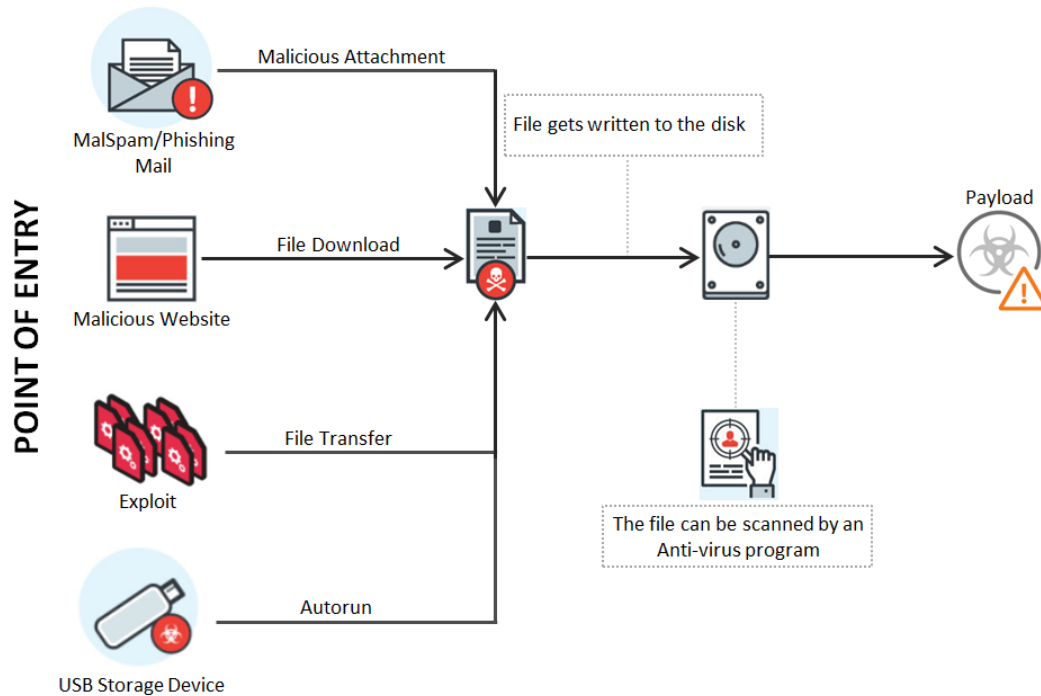 POINT OF ENTRY
MalSpam/Phishing
Mail
Malicious Attachment
Malicious Website
File Download
Exploit
File Transfer
USB Storage Device
Autorun
File gets written to the disk
The file can be scanned by an
Anti-virus program
Payload